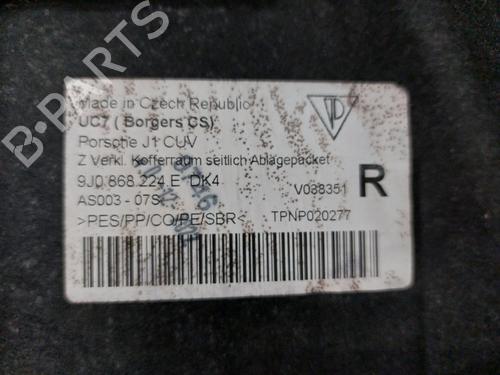 B-PARTS
Made in Czech Republic
UC7 ( Borgers CS)
Porsche J1 CUV
Z Verkl. Kofferraum seitlich Ablagepacket
9J0.868.224.E DK4
V038351
R
AS003 - 07S
>PES/PP/CO/PE/SBR<
TPNP020277